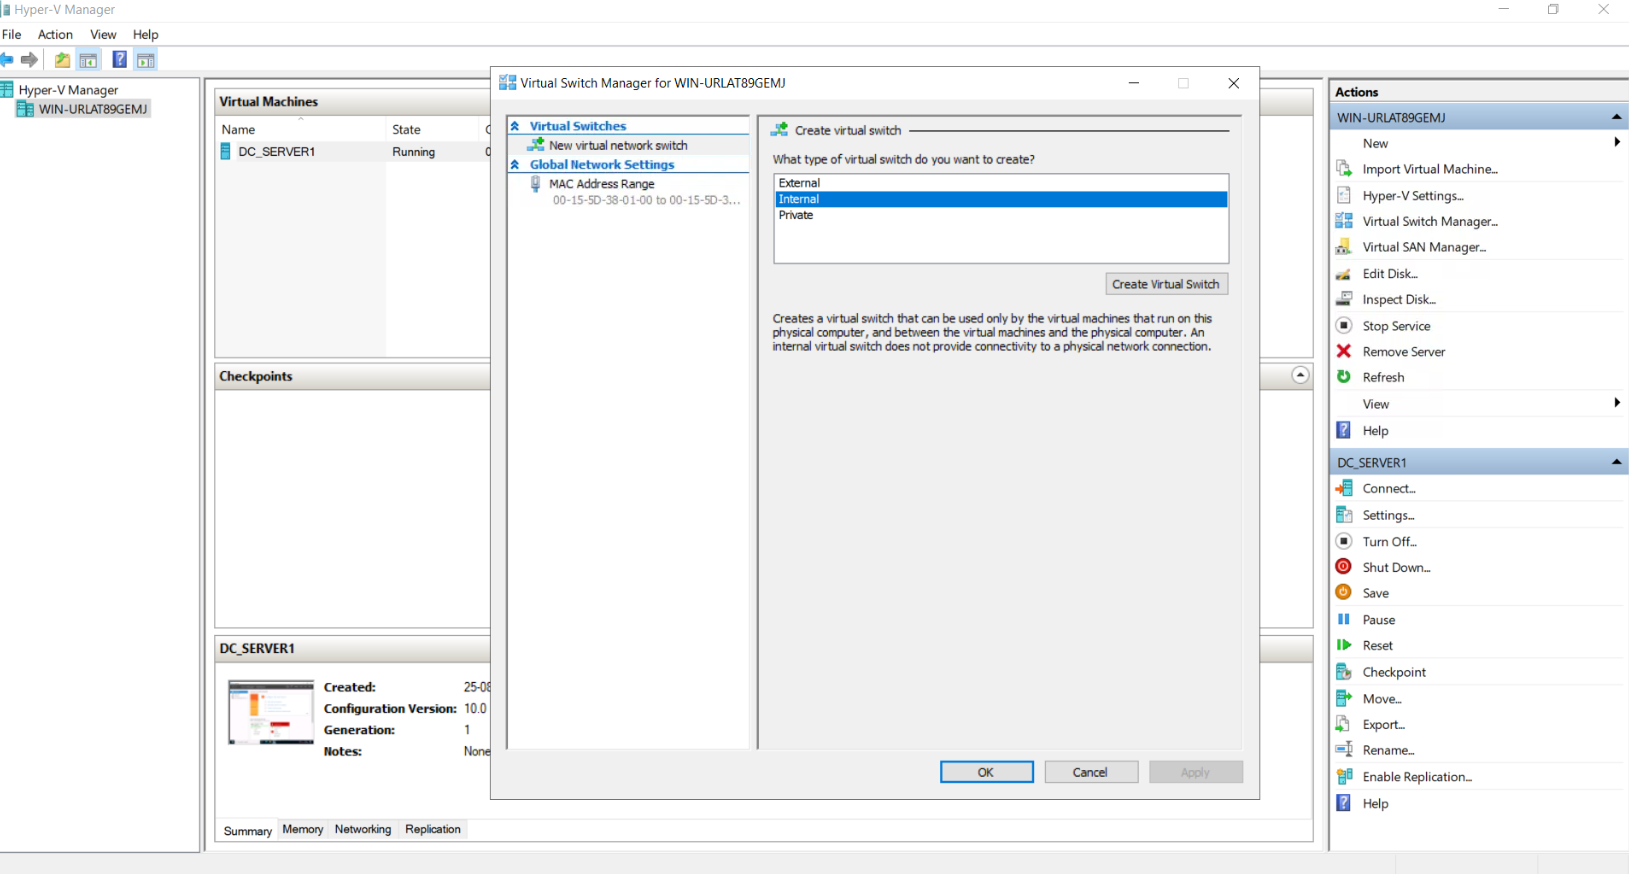 Hyper-V Manager
File Action View Help
Hyper-V Manager
WIN-URLAT89GEMJ
Virtual Machines
Name State
DC_SERVER1 Running
Checkpoints
DC_SERVER1
Created: 25-08
Configuration Version: 10.0
Generation: 1
Notes: None
Summary Memory Networking Replication
Virtual Switch Manager for WIN-URLAT89GEMJ
Virtual Switches
New virtual network switch
Global Network Settings
MAC Address Range
00-15-5D-38-01-00 to 00-15-5D-3...
Create virtual switch
What type of virtual switch do you want to create?
External
Internal
Private
Create Virtual Switch
Creates a virtual switch that can be used only by the virtual machines that run on this
physical computer, and between the virtual machines and the physical computer. An
internal virtual switch does not provide connectivity to a physical network connection.
OK Cancel Apply
Actions
WIN-URLAT89GEMJ
New
Import Virtual Machine...
Hyper-V Settings...
Virtual Switch Manager...
Virtual SAN Manager...
Edit Disk...
Inspect Disk...
Stop Service
Remove Server
Refresh
View
Help
DC_SERVER1
Connect...
Settings...
Turn Off...
Shut Down...
Save
Pause
Reset
Checkpoint
Move...
Export...
Rename...
Enable Replication...
Help